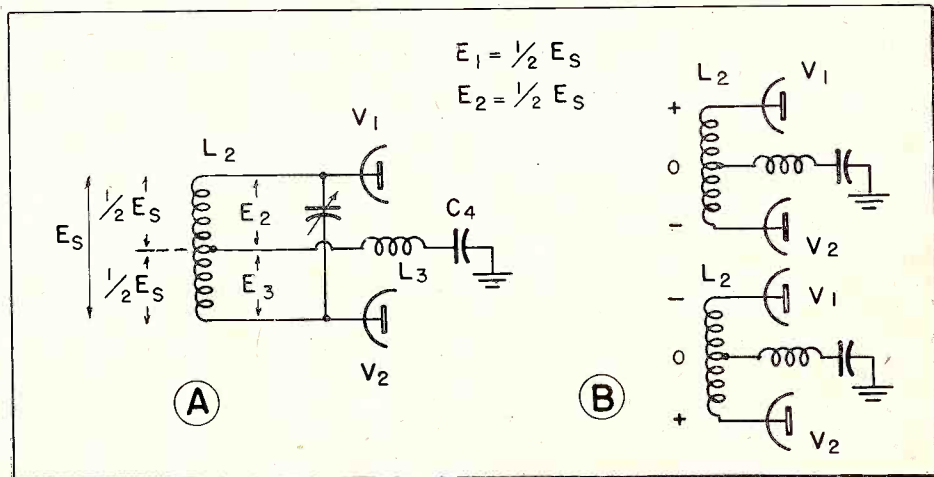 E1 = 1/2 ES
E2 = 1/2 ES
L2
V1
ES
1/2 ES
1/2 ES
E2
E3
C4
L3
V2
A
L2
V1
+
0
-
V2
L2
V1
-
0
+
V2
B